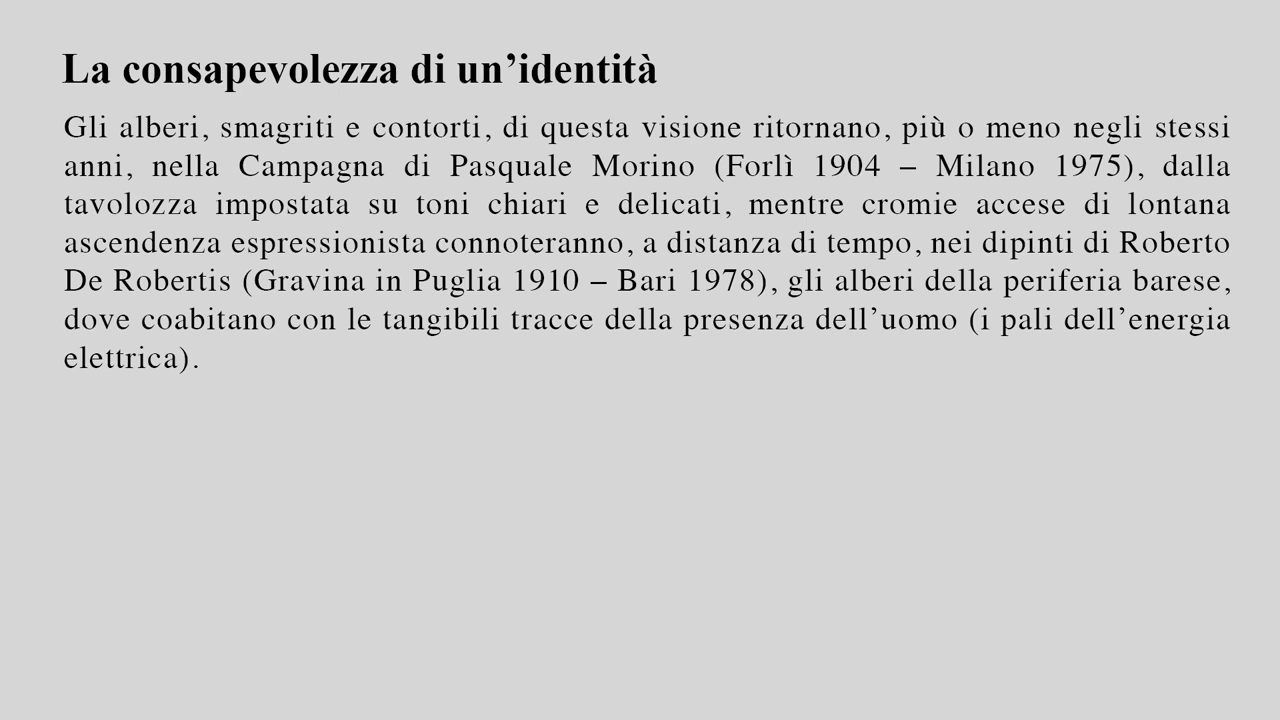 La consapevolezza di un’identità
Gli alberi, smagriti e contorti, di questa visione ritornano, più o meno negli stessi
anni, nella Campagna di Pasquale Morino (Forlì 1904 – Milano 1975), dalla
tavolozza impostata su toni chiari e delicati, mentre cromie accese di lontana
ascendenza espressionista connoteranno, a distanza di tempo, nei dipinti di Roberto
De Robertis (Gravina in Puglia 1910 – Bari 1978), gli alberi della periferia barese,
dove coabitano con le tangibili tracce della presenza dell’uomo (i pali dell’energia
elettrica).